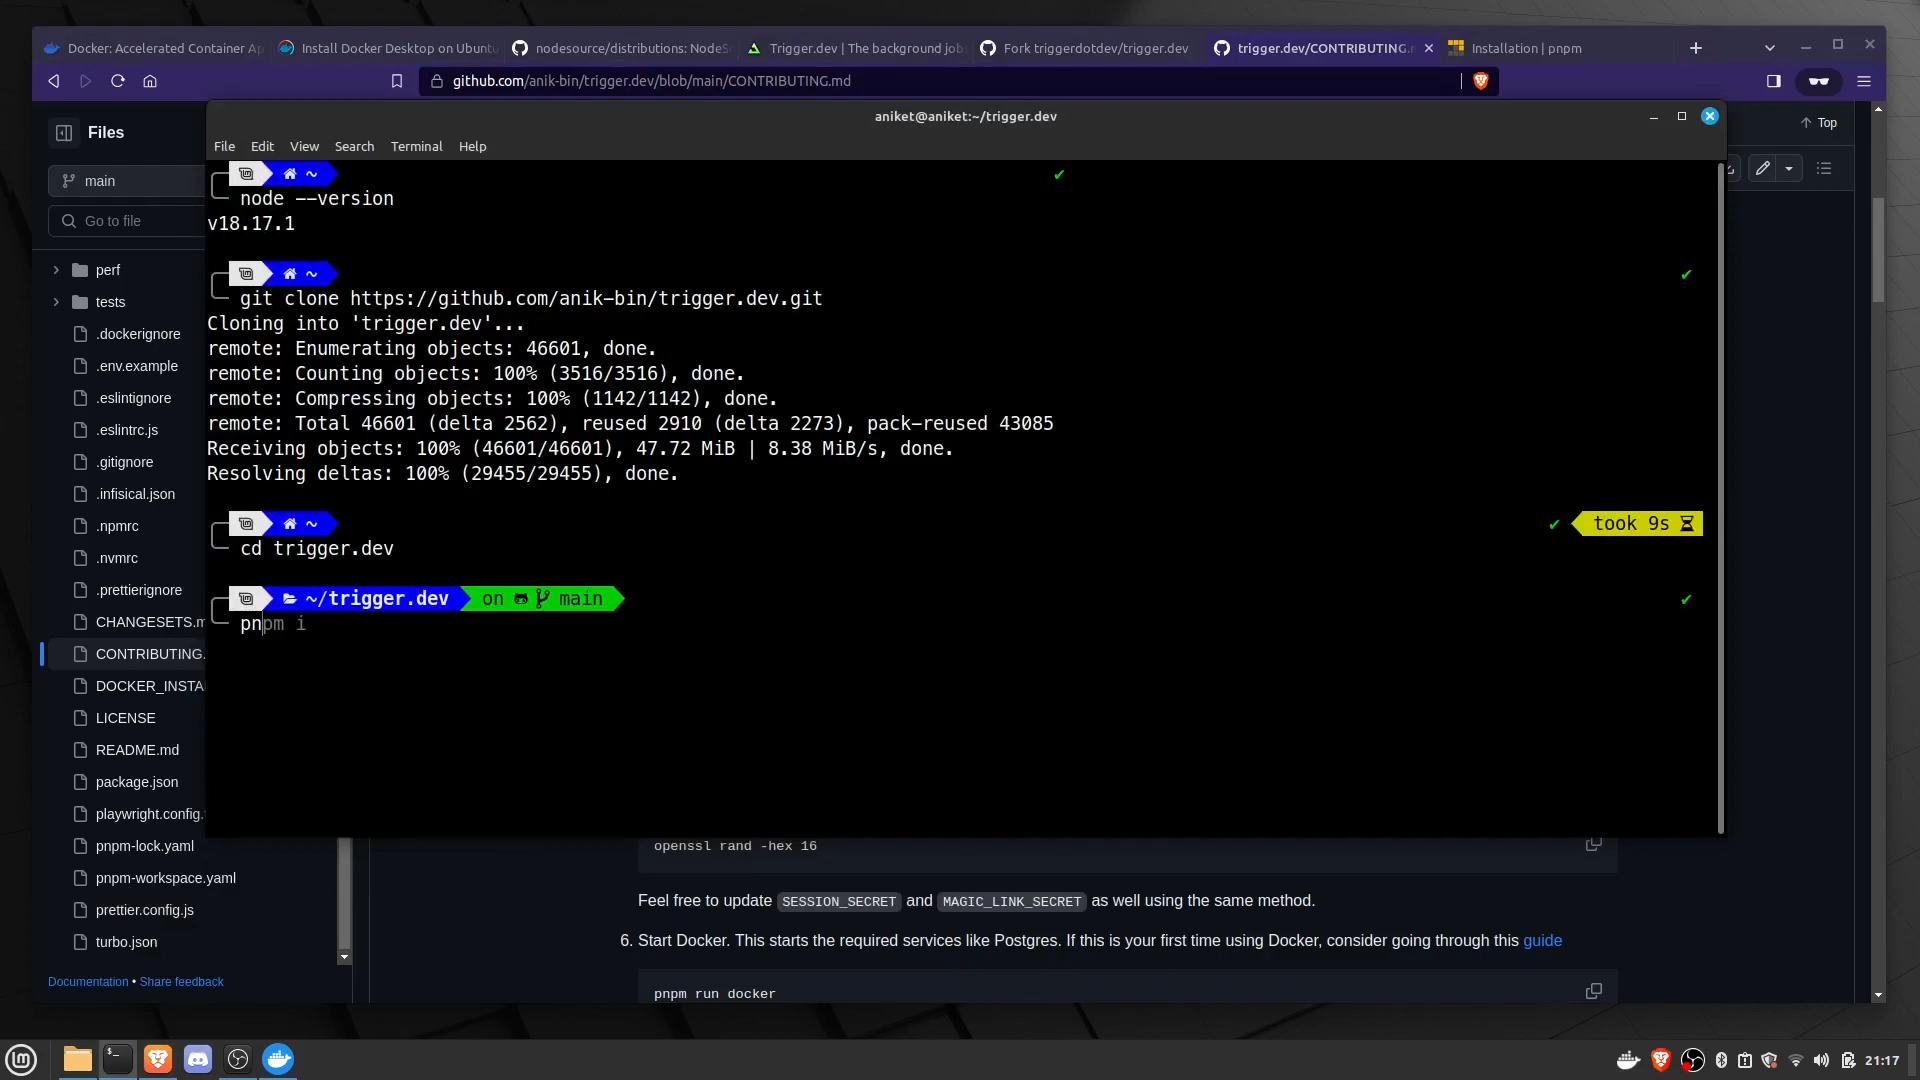 Docker: Accelerated Container Ap
Install Docker Desktop on Ubuntu
nodesource/distributions: NodeS
Trigger.dev | The background job
Fork triggerdotdev/trigger.dev
trigger.dev/CONTRIBUTING.
Installation | pnpm
github.com/anik-bin/trigger.dev/blob/main/CONTRIBUTING.md
Files
Top
main
Go to file
perf
tests
.dockerignore
.env.example
.eslintignore
.eslintrc.js
.gitignore
.infisical.json
.npmrc
.nvmrc
.prettierignore
CHANGESETS.m
CONTRIBUTING.
DOCKER_INSTA
LICENSE
README.md
package.json
playwright.config.
pnpm-lock.yaml
pnpm-workspace.yaml
prettier.config.js
turbo.json
Documentation • Share feedback
aniket@aniket:~/trigger.dev
File Edit View Search Terminal Help
~
node --version
v18.17.1
~
git clone https://github.com/anik-bin/trigger.dev.git
Cloning into 'trigger.dev'...
remote: Enumerating objects: 46601, done.
remote: Counting objects: 100% (3516/3516), done.
remote: Compressing objects: 100% (1142/1142), done.
remote: Total 46601 (delta 2562), reused 2910 (delta 2273), pack-reused 43085
Receiving objects: 100% (46601/46601), 47.72 MiB | 8.38 MiB/s, done.
Resolving deltas: 100% (29455/29455), done.
~ took 9s
cd trigger.dev
~/trigger.dev on main
pnpm i
openssl rand -hex 16
Feel free to update SESSION_SECRET and MAGIC_LINK_SECRET as well using the same method.
6. Start Docker. This starts the required services like Postgres. If this is your first time using Docker, consider going through this guide
pnpm run docker
21:17